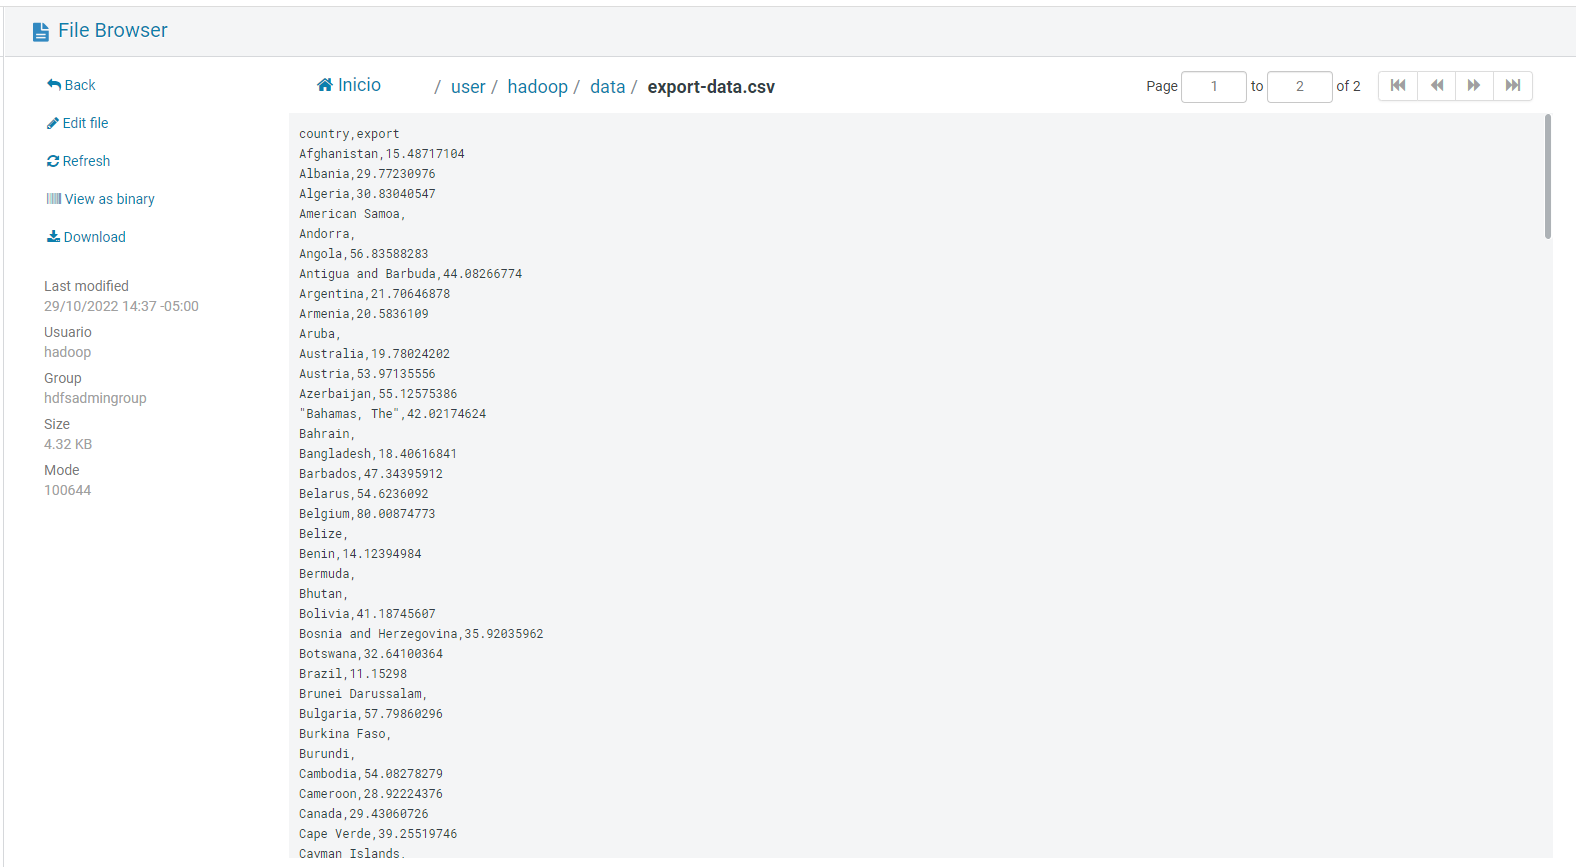 File Browser
Back
Edit file
Refresh
View as binary
Download
Last modified
29/10/2022 14:37 -05:00
Usuario
hadoop
Group
hdfsadmingroup
Size
4.32 KB
Mode
100644
Inicio / user / hadoop / data / export-data.csv
Page 1 to 2 of 2
country,export
Afghanistan,15.48717104
Albania,29.77230976
Algeria,30.83040547
American Samoa,
Andorra,
Angola,56.83588283
Antigua and Barbuda,44.08266774
Argentina,21.70646878
Armenia,20.5836109
Aruba,
Australia,19.78024202
Austria,53.97135556
Azerbaijan,55.12575386
"Bahamas, The",42.02174624
Bahrain,
Bangladesh,18.40616841
Barbados,47.34395912
Belarus,54.6236092
Belgium,80.00874773
Belize,
Benin,14.12394984
Bermuda,
Bhutan,
Bolivia,41.18745607
Bosnia and Herzegovina,35.92035962
Botswana,32.64100364
Brazil,11.15298
Brunei Darussalam,
Bulgaria,57.79860296
Burkina Faso,
Burundi,
Cambodia,54.08278279
Cameroon,28.92224376
Canada,29.43060726
Cape Verde,39.25519746
Cayman Islands,